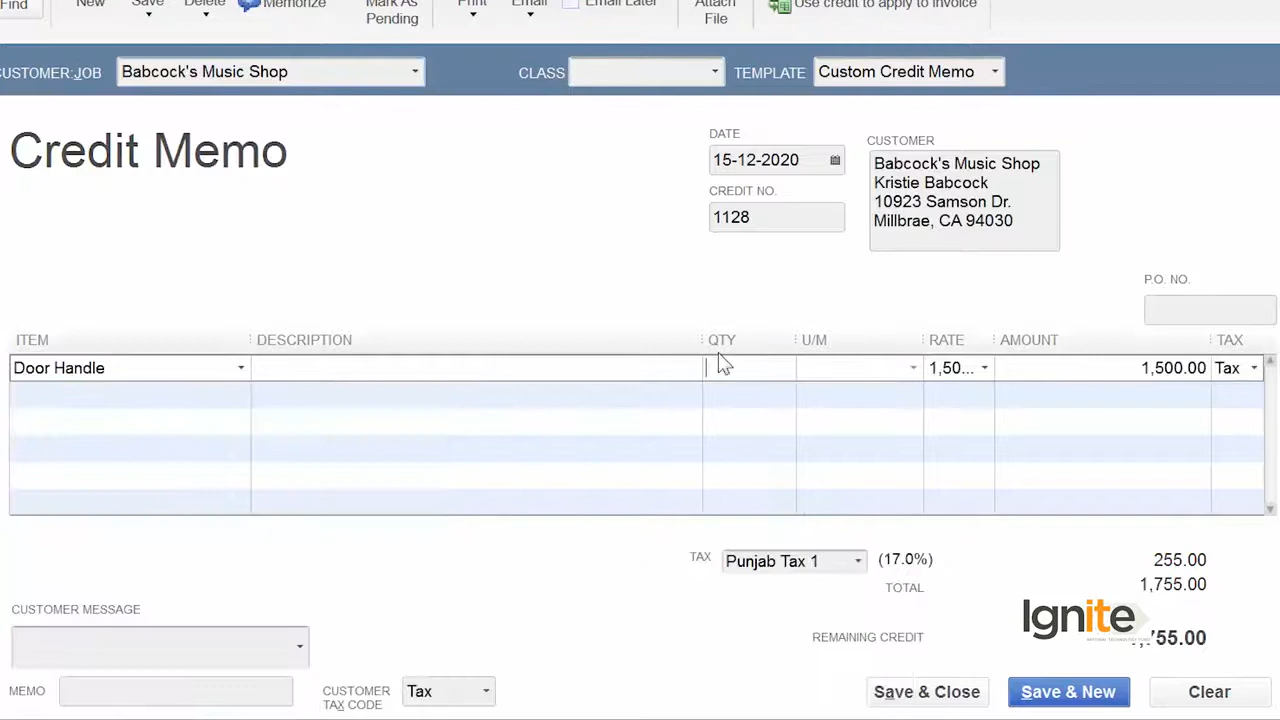 Find
New
Save
Delete
Memorize
Mark As
Pending
Print
Email
Email Later
Attach
File
Use credit to apply to invoice
CUSTOMER:JOB
Babcock's Music Shop
CLASS
TEMPLATE
Custom Credit Memo
Credit Memo
DATE
15-12-2020
CREDIT NO.
1128
CUSTOMER
Babcock's Music Shop
Kristie Babcock
10923 Samson Dr.
Millbrae, CA 94030
P.O. NO.
ITEM DESCRIPTION QTY U/M RATE AMOUNT TAX
Door Handle 1,50... 1,500.00 Tax
TAX Punjab Tax 1 (17.0%) 255.00
TOTAL 1,755.00
CUSTOMER MESSAGE
REMAINING CREDIT
Ignite
MEMO
CUSTOMER
TAX CODE
Tax
Save & Close
Save & New
Clear